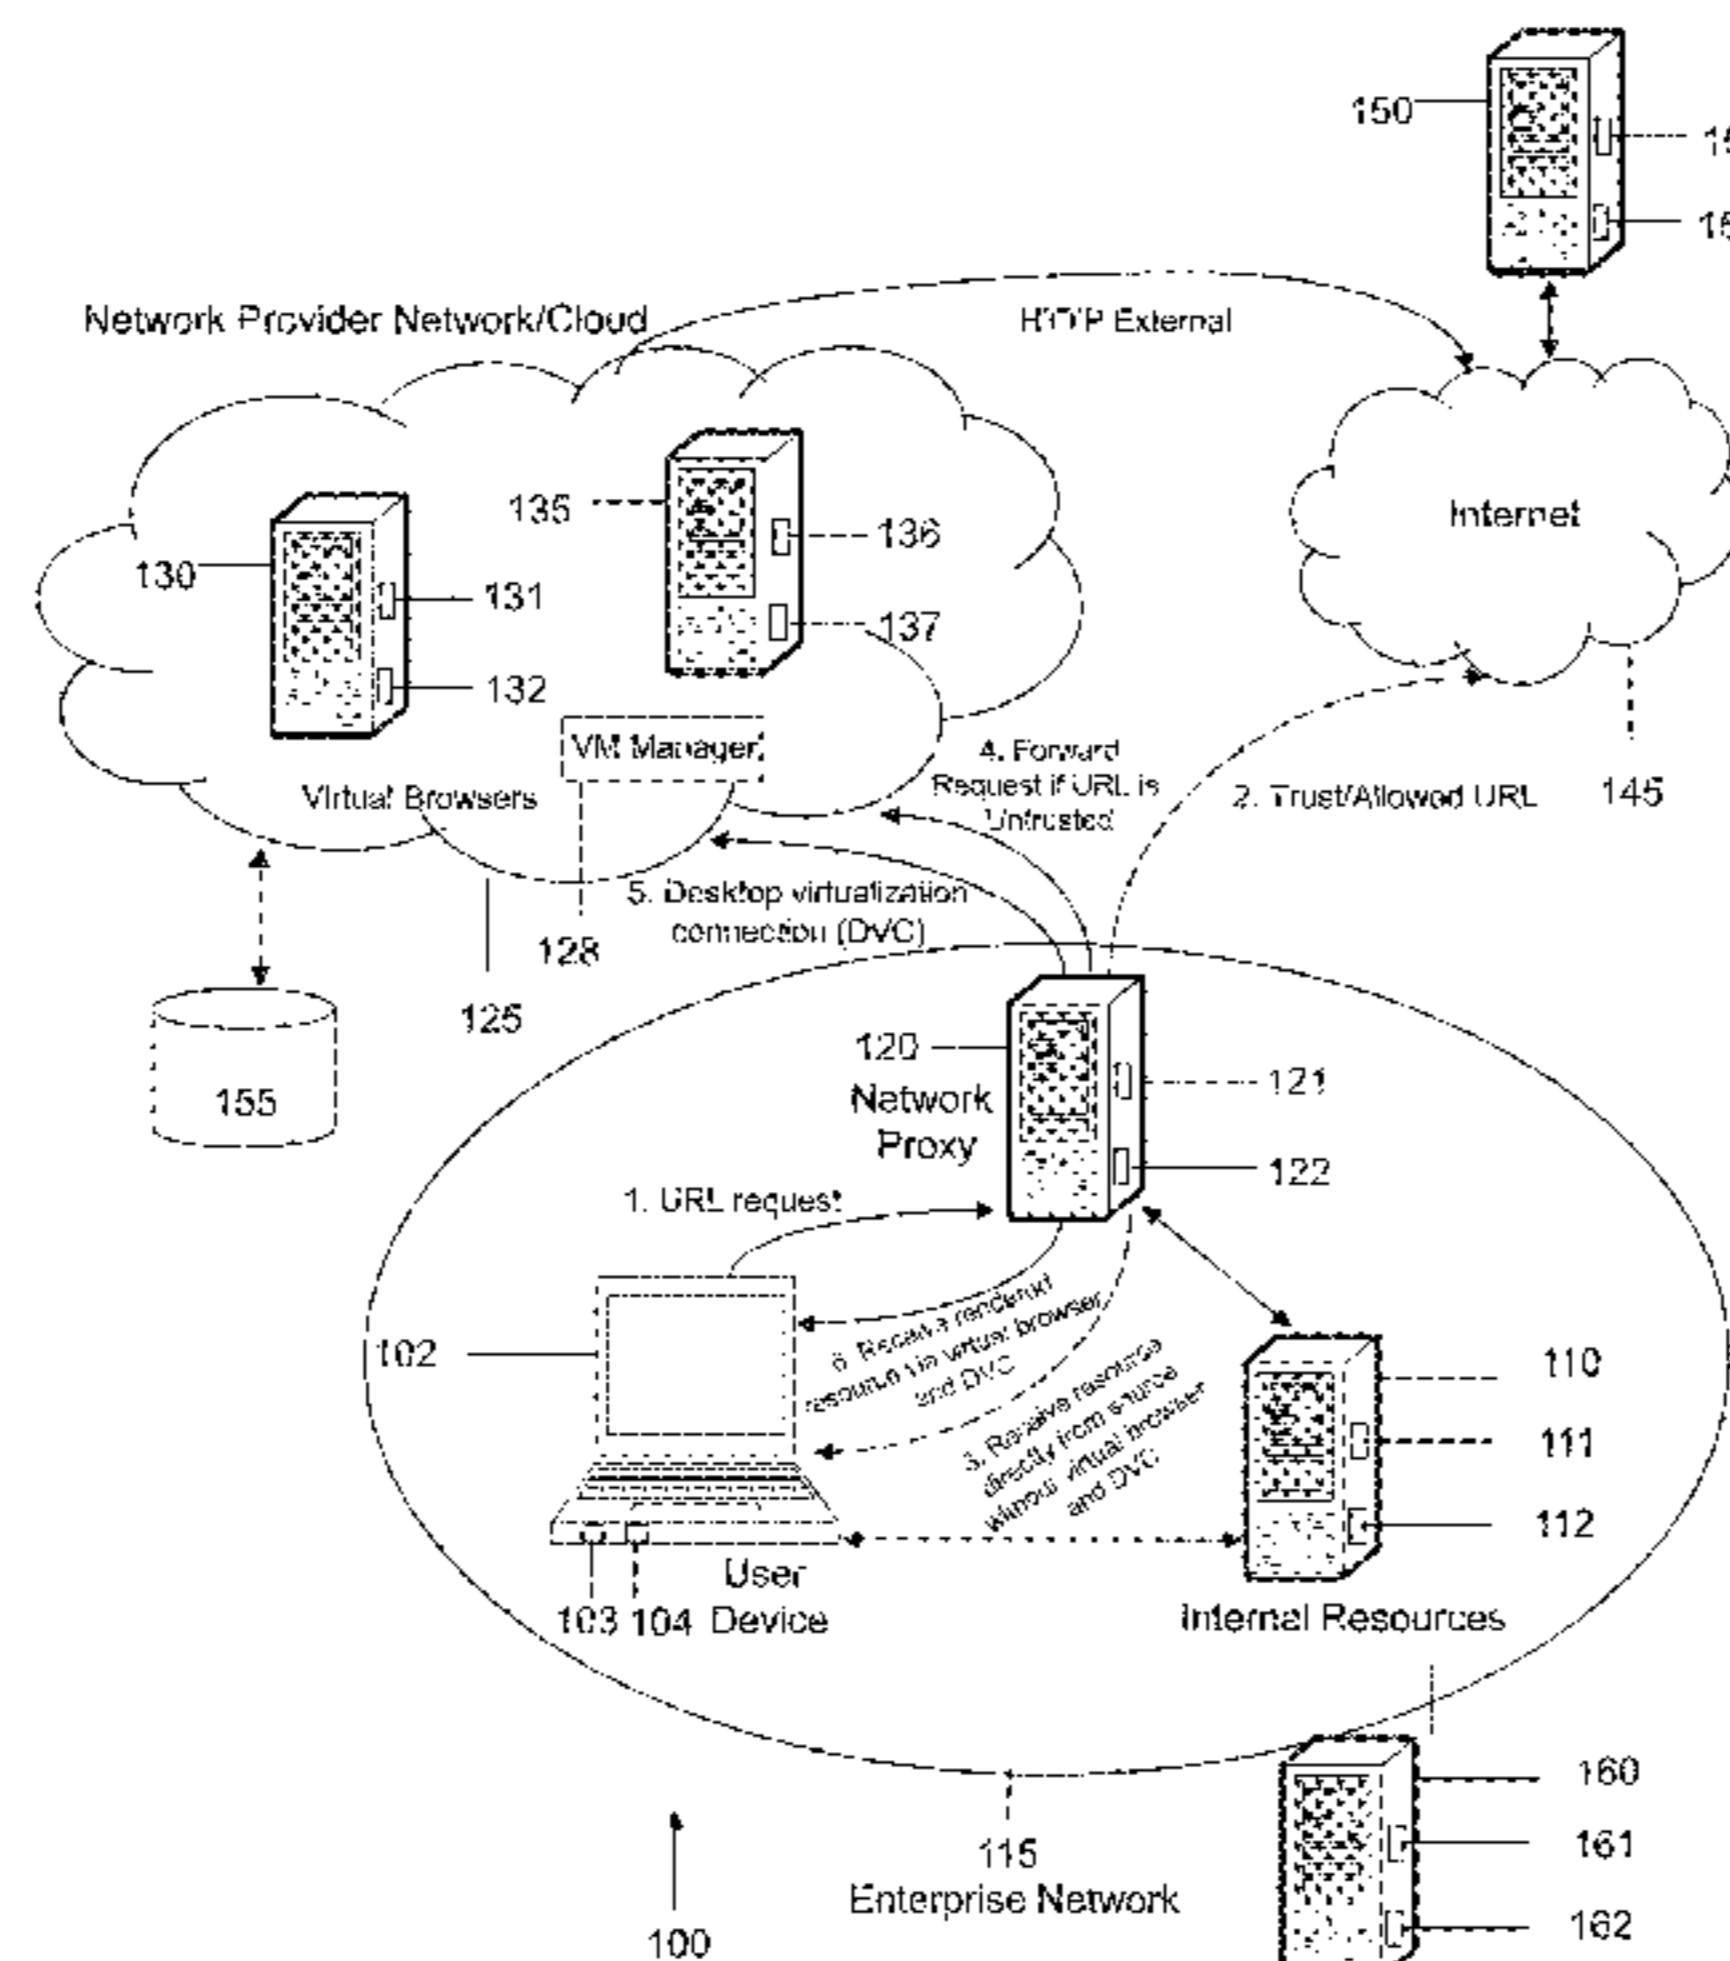 150
Network Provider Network/Cloud
HTTP External
135
136
Internet
130
131
137
132
VM Manager
4. Forward
Request if URL is
Untrusted
Virtual Browsers
2. Trust/Allowed URL
145
5. Desktop virtualization
connection (DVC)
128
125
155
120
Network
Proxy
121
122
1. URL request
6. Receive rendered
resource via virtual browser
and DVC
3. Receive resource
directly from source
without virtual browser
and DVC
102
110
111
112
User
Device
103 104
Internal Resources
115
Enterprise Network
100
160
161
162